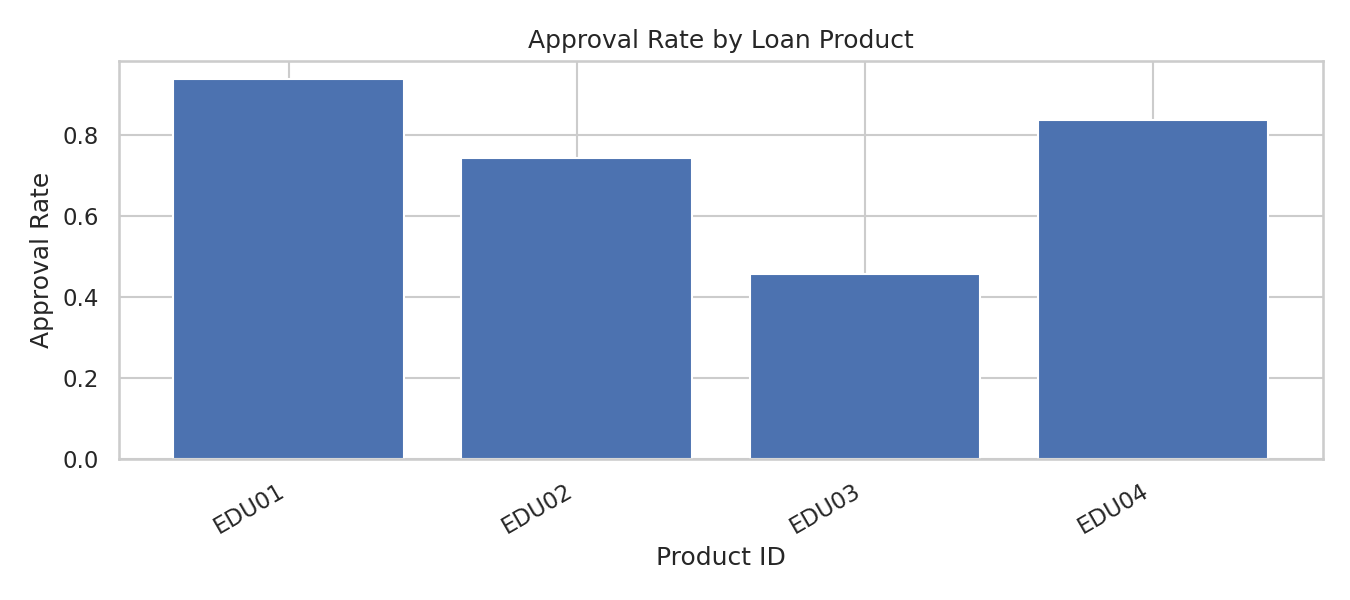 Approval Rate by Loan Product
Approval Rate
0.8
0.6
0.4
0.2
0.0
EDU01
EDU02
EDU03
EDU04
Product ID